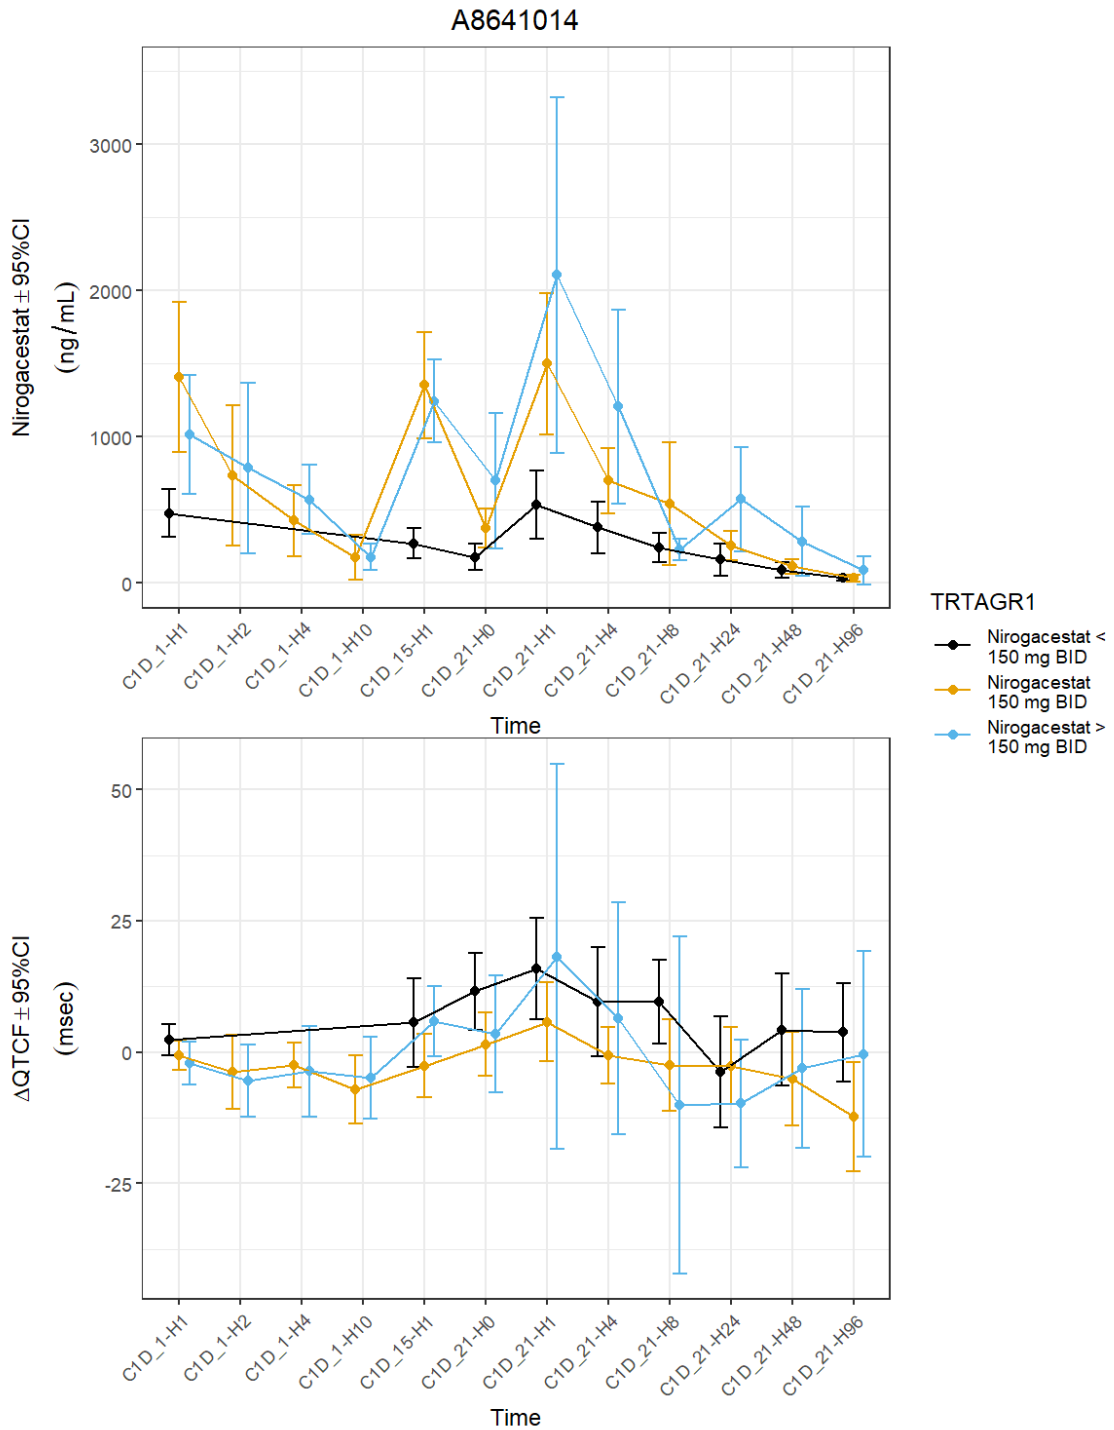 A8641014
Nirogacestat ± 95%CI
(ng/mL)
3000
2000
1000
0
C1D_1-H1
C1D_1-H2
C1D_1-H4
C1D_1-H10
C1D_15-H1
C1D_21-H0
C1D_21-H1
C1D_21-H4
C1D_21-H8
C1D_21-H24
C1D_21-H48
C1D_21-H96
Time
TRTAGR1
Nirogacestat <
150 mg BID
Nirogacestat
150 mg BID
Nirogacestat >
150 mg BID
ΔQTCF ± 95%CI
(msec)
50
25
0
-25
C1D_1-H1
C1D_1-H2
C1D_1-H4
C1D_1-H10
C1D_15-H1
C1D_21-H0
C1D_21-H1
C1D_21-H4
C1D_21-H8
C1D_21-H24
C1D_21-H48
C1D_21-H96
Time